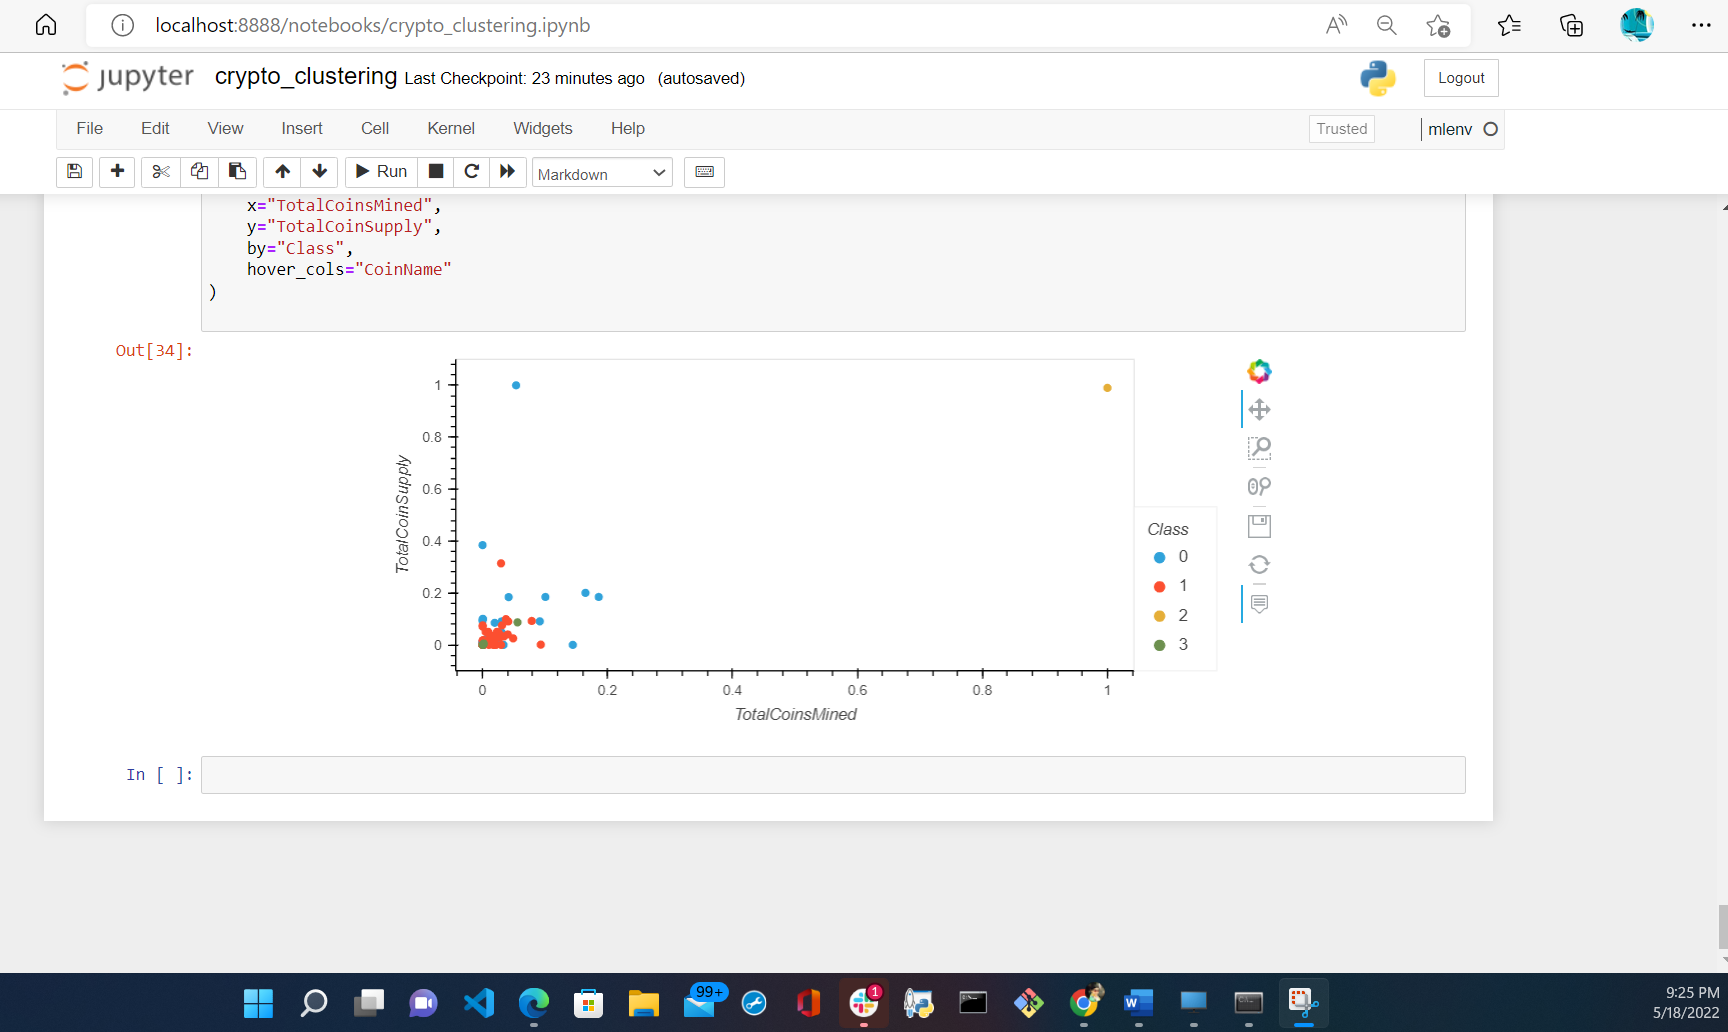 localhost:8888/notebooks/crypto_clustering.ipynb
jupyter crypto_clustering Last Checkpoint: 23 minutes ago (autosaved) Logout
File Edit View Insert Cell Kernel Widgets Help Trusted mlenv
Run Markdown
x="TotalCoinsMined",
y="TotalCoinSupply",
by="Class",
hover_cols="CoinName"
)
Out[34]:
1
0.8
0.6
0.4
0.2
0
TotalCoinSupply
0 0.2 0.4 0.6 0.8 1
TotalCoinsMined
Class
0
1
2
3
In [ ]:
99+
1
9:25 PM
5/18/2022